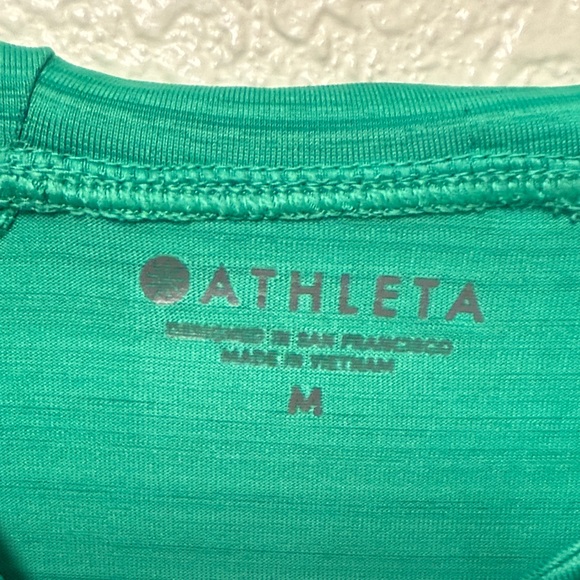 ATHLETA
DESIGNED IN SAN FRANCISCO
MADE IN VIETNAM
M